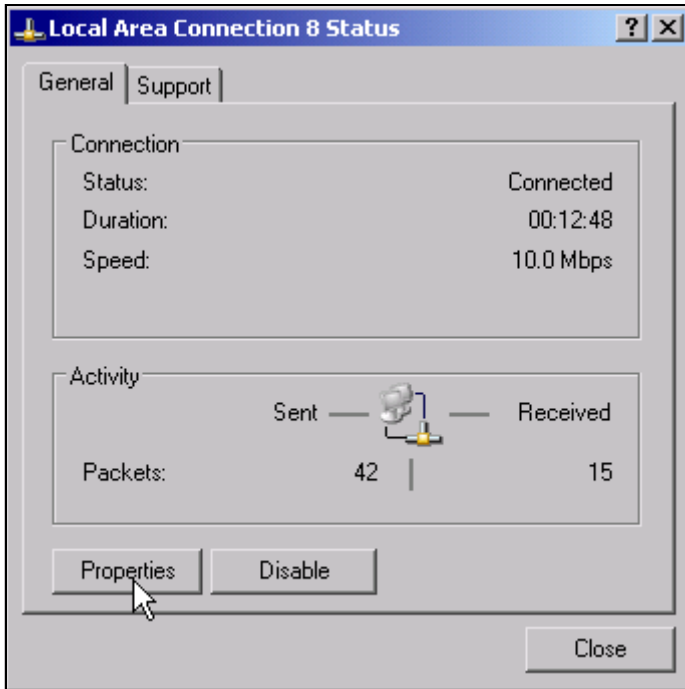 Local Area Connection 8 Status
General Support
Connection
Status: Connected
Duration: 00:12:48
Speed: 10.0 Mbps
Activity
Sent Received
Packets: 42 15
Properties Disable
Close